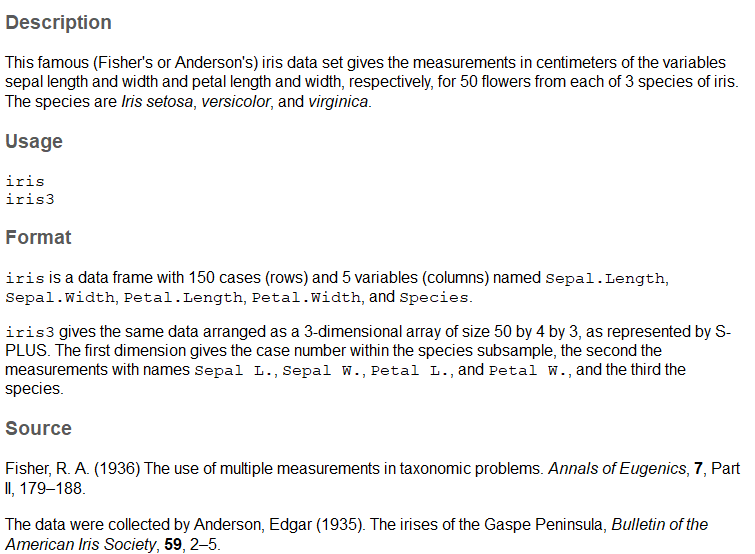 Description
This famous (Fisher's or Anderson's) iris data set gives the measurements in centimeters of the variables
sepal length and width and petal length and width, respectively, for 50 flowers from each of 3 species of iris.
The species are Iris setosa, versicolor, and virginica.
Usage
iris
iris3
Format
iris is a data frame with 150 cases (rows) and 5 variables (columns) named Sepal.Length,
Sepal.Width, Petal.Length, Petal.Width, and Species.
iris3 gives the same data arranged as a 3-dimensional array of size 50 by 4 by 3, as represented by S-
PLUS. The first dimension gives the case number within the species subsample, the second the
measurements with names Sepal L., Sepal W., Petal L., and Petal W., and the third the
species.
Source
Fisher, R. A. (1936) The use of multiple measurements in taxonomic problems. Annals of Eugenics, 7, Part
II, 179–188.
The data were collected by Anderson, Edgar (1935). The irises of the Gaspe Peninsula, Bulletin of the
American Iris Society, 59, 2–5.